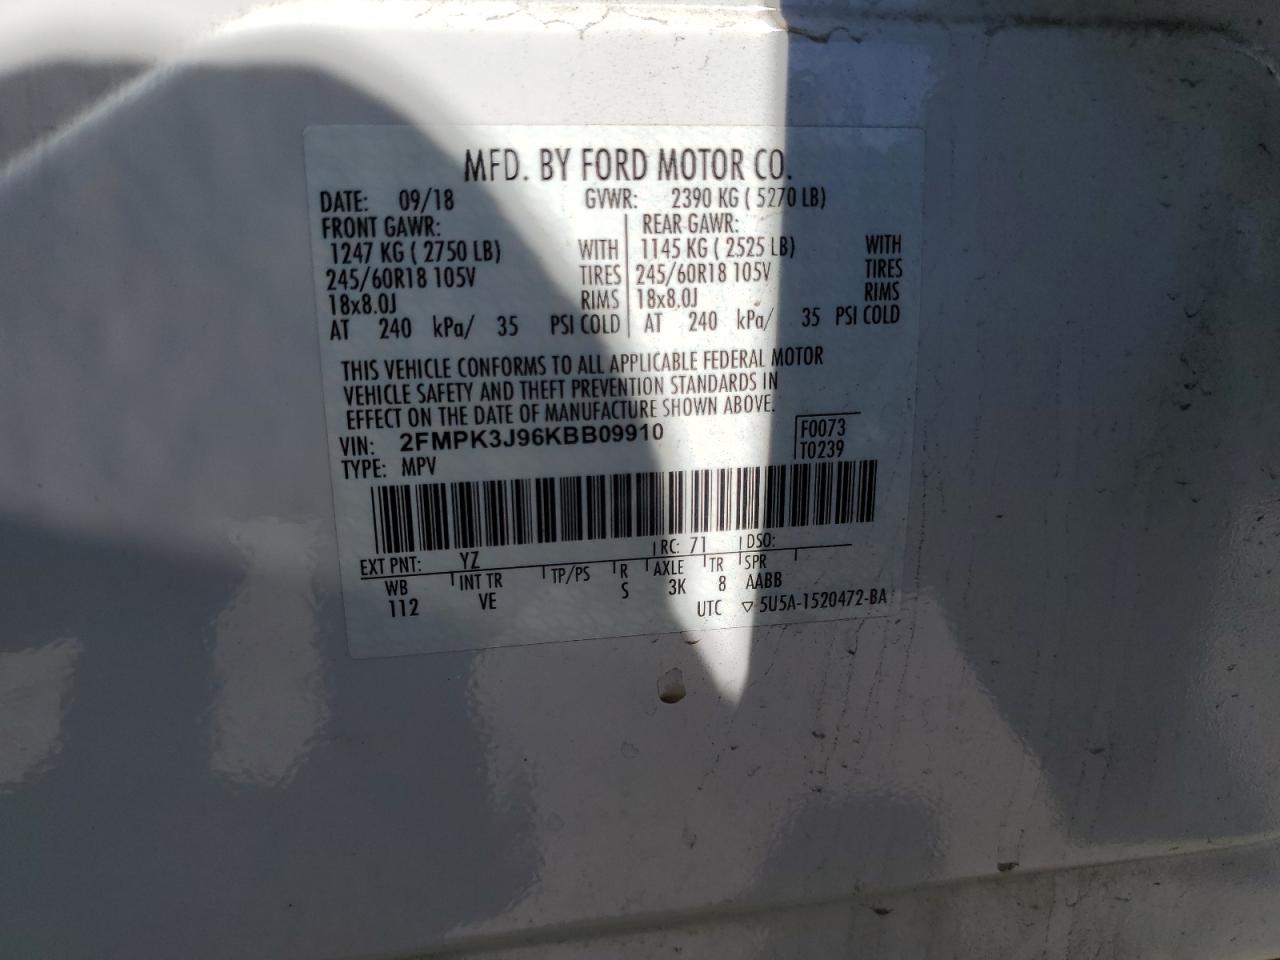 MFD. BY FORD MOTOR CO.
DATE: 09/18 GVWR: 2390 KG ( 5270 LB)
FRONT GAWR: REAR GAWR:
1247 KG ( 2750 LB) WITH 1145 KG ( 2525 LB) WITH
245/60R18 105V TIRES 245/60R18 105V TIRES
18x8.0J RIMS 18x8.0J RIMS
AT 240 kPa/ 35 PSI COLD AT 240 kPa/ 35 PSI COLD
THIS VEHICLE CONFORMS TO ALL APPLICABLE FEDERAL MOTOR
VEHICLE SAFETY AND THEFT PREVENTION STANDARDS IN
EFFECT ON THE DATE OF MANUFACTURE SHOWN ABOVE.
VIN: 2FMPK3J96KBB09910 F0073
TYPE: MPV T0239
EXT PNT: YZ RC: 71 DSO:
WB INT TR TP/PS R AXLE TR SPR
112 VE S 3K 8 AABB
UTC ▽ 5U5A-1520472-BA